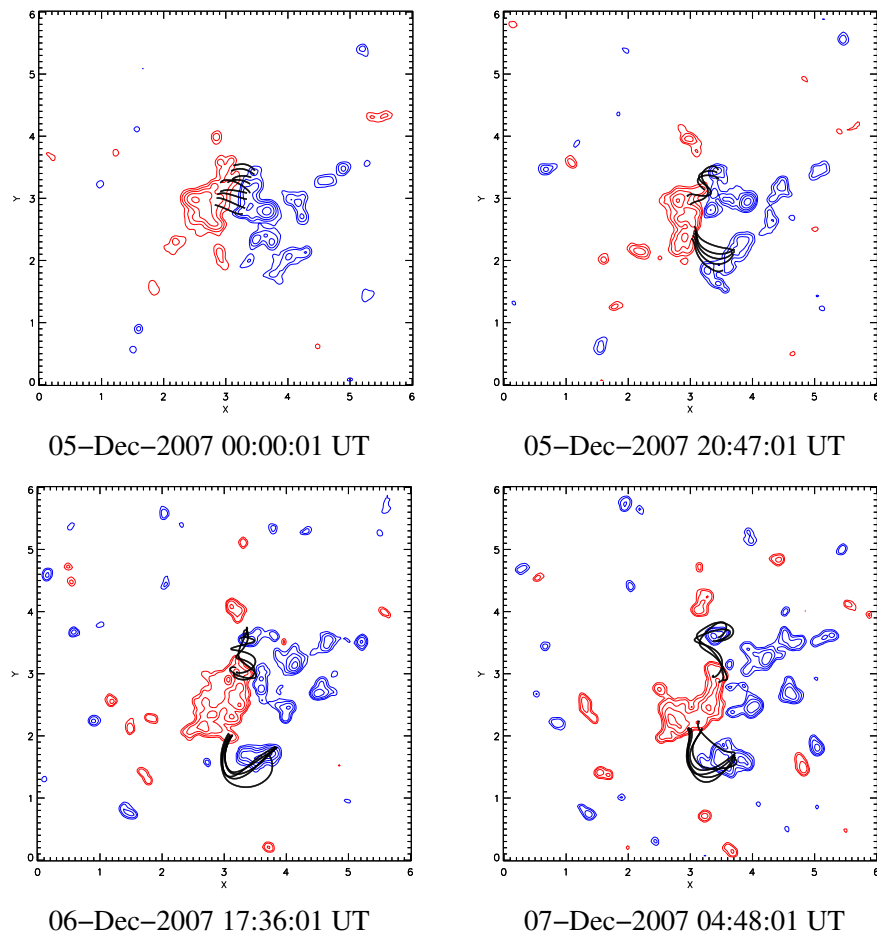 6 6
5 5
4 4
Y 3 Y 3
2 2
1 1
0 0
0 1 2 3 4 5 6 0 1 2 3 4 5 6
X X
05–Dec–2007 00:00:01 UT 05–Dec–2007 20:47:01 UT
6 6
5 5
4 4
Y 3 Y 3
2 2
1 1
0 0
0 1 2 3 4 5 6 0 1 2 3 4 5 6
X X
06–Dec–2007 17:36:01 UT 07–Dec–2007 04:48:01 UT